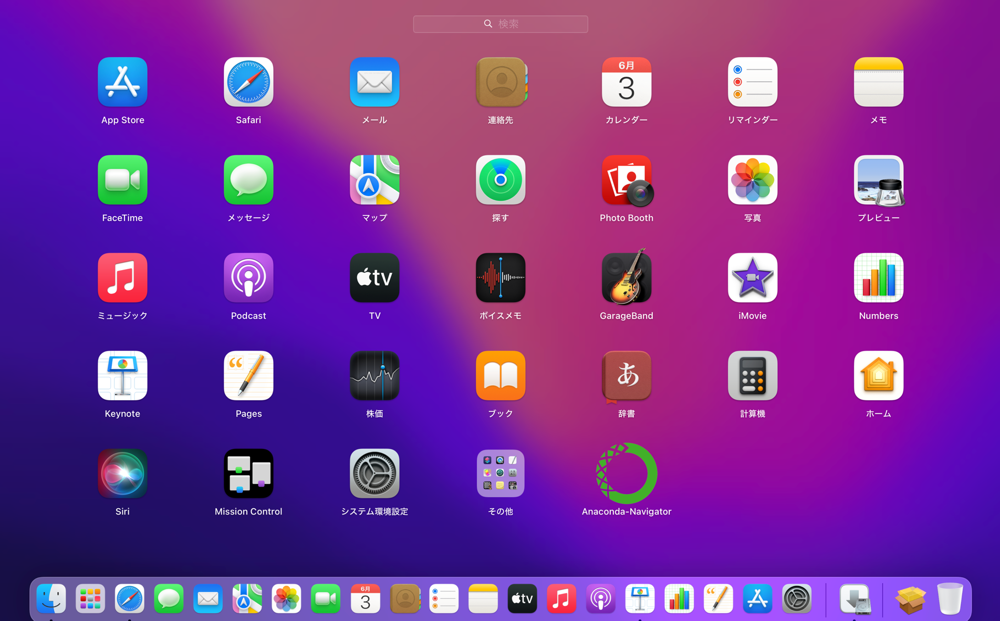 検索
App Store
Safari
メール
連絡先
6月
3
カレンダー
リマインダー
メモ
FaceTime
メッセージ
マップ
探す
Photo Booth
写真
プレビュー
ミュージック
Podcast
tv
TV
ボイスメモ
GarageBand
iMovie
Numbers
Keynote
Pages
株価
ブック
あ
辞書
計算機
ホーム
Siri
Mission Control
システム環境設定
その他
Anaconda-Navigator
6月
3
tv